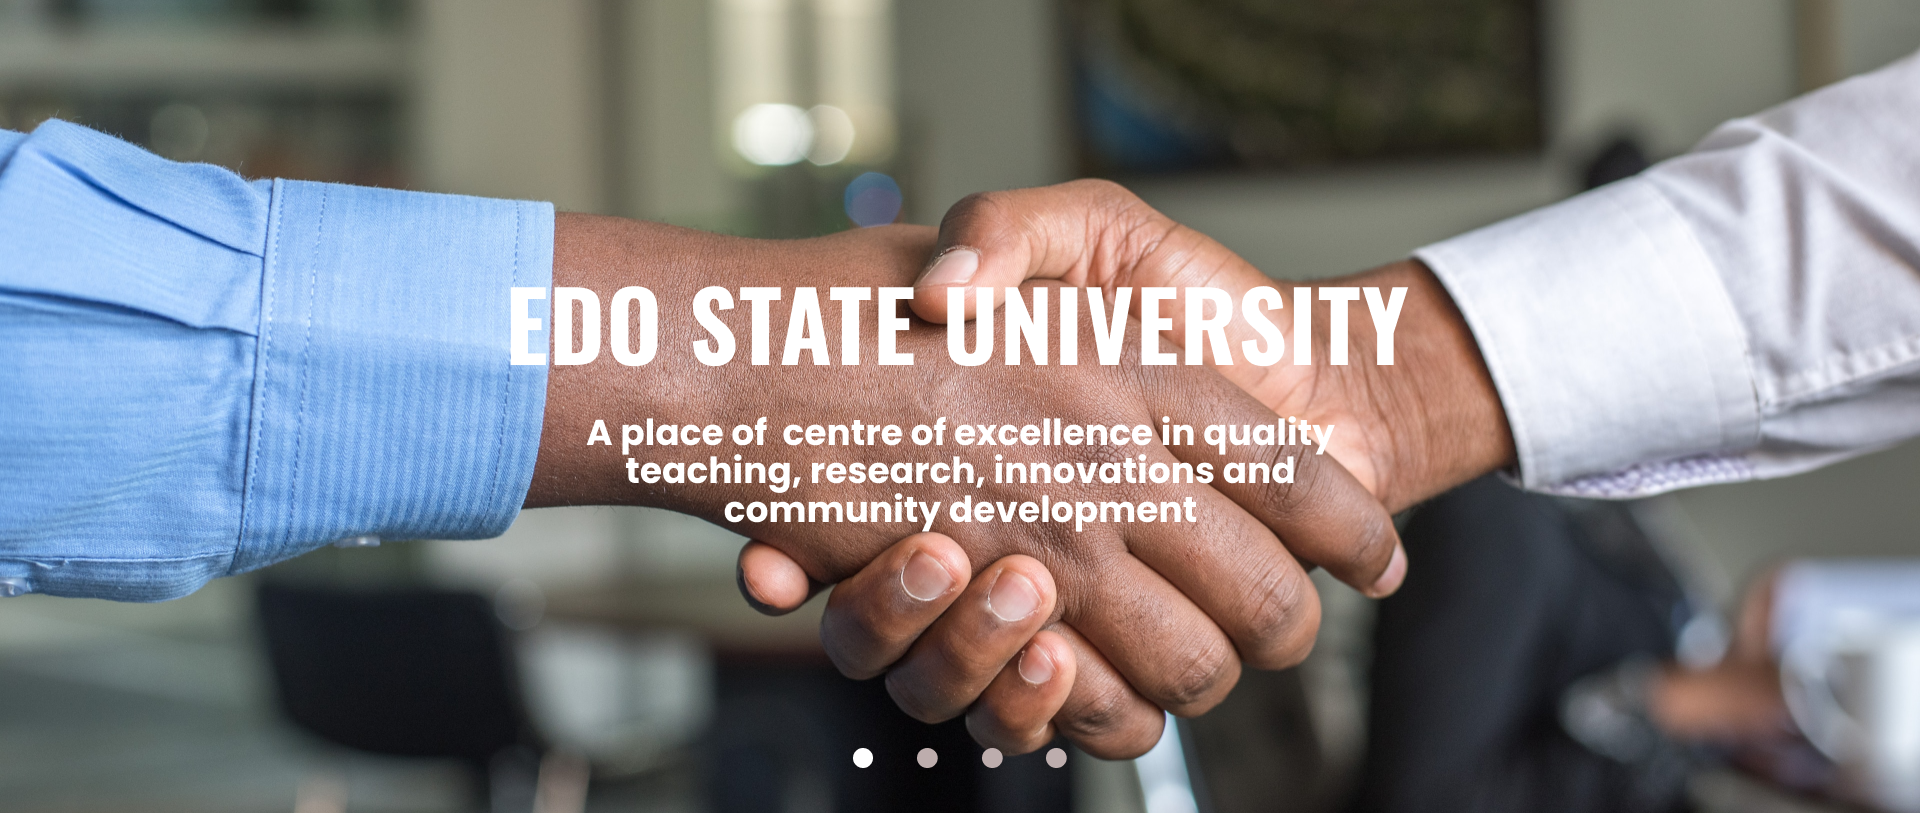 EDO STATE UNIVERSITY
A place of  centre of excellence in quality
teaching, research, innovations and
community development